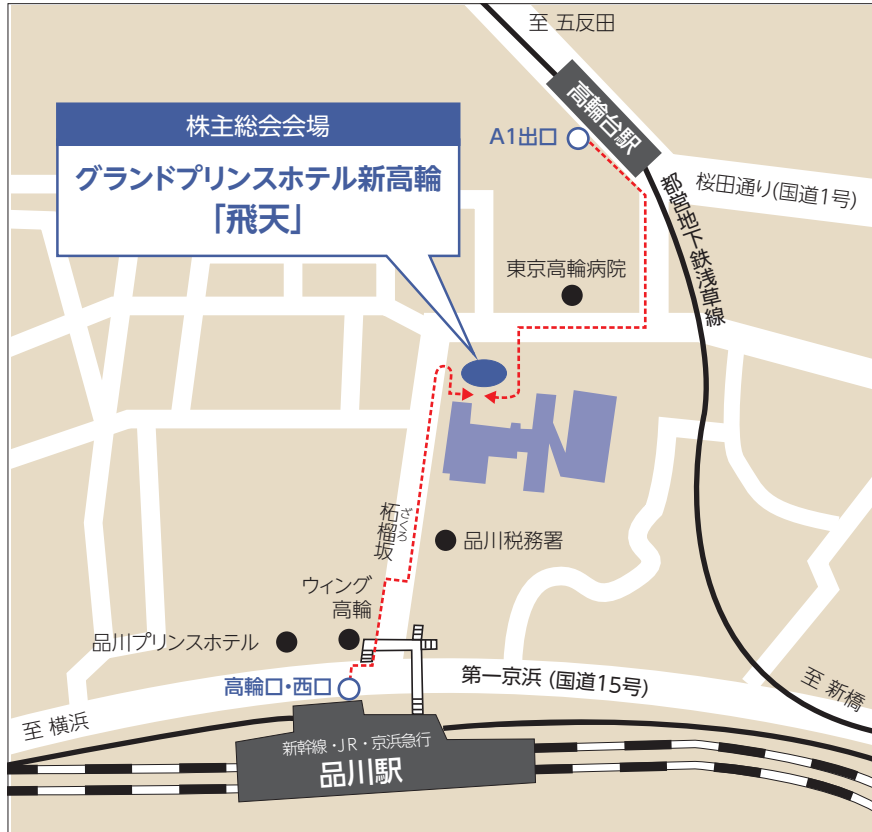 至 五反田
高輪台駅
A1出口
株主総会会場
グランドプリンスホテル新高輪
「飛天」
桜田通り(国道1号)
都営地下鉄浅草線
東京高輪病院
柘榴坂
ざくろ
品川税務署
ウィング
高輪
品川プリンスホテル
高輪口・西口
第一京浜 (国道15号)
至 新橋
至 横浜
新幹線・JR・京浜急行
品川駅